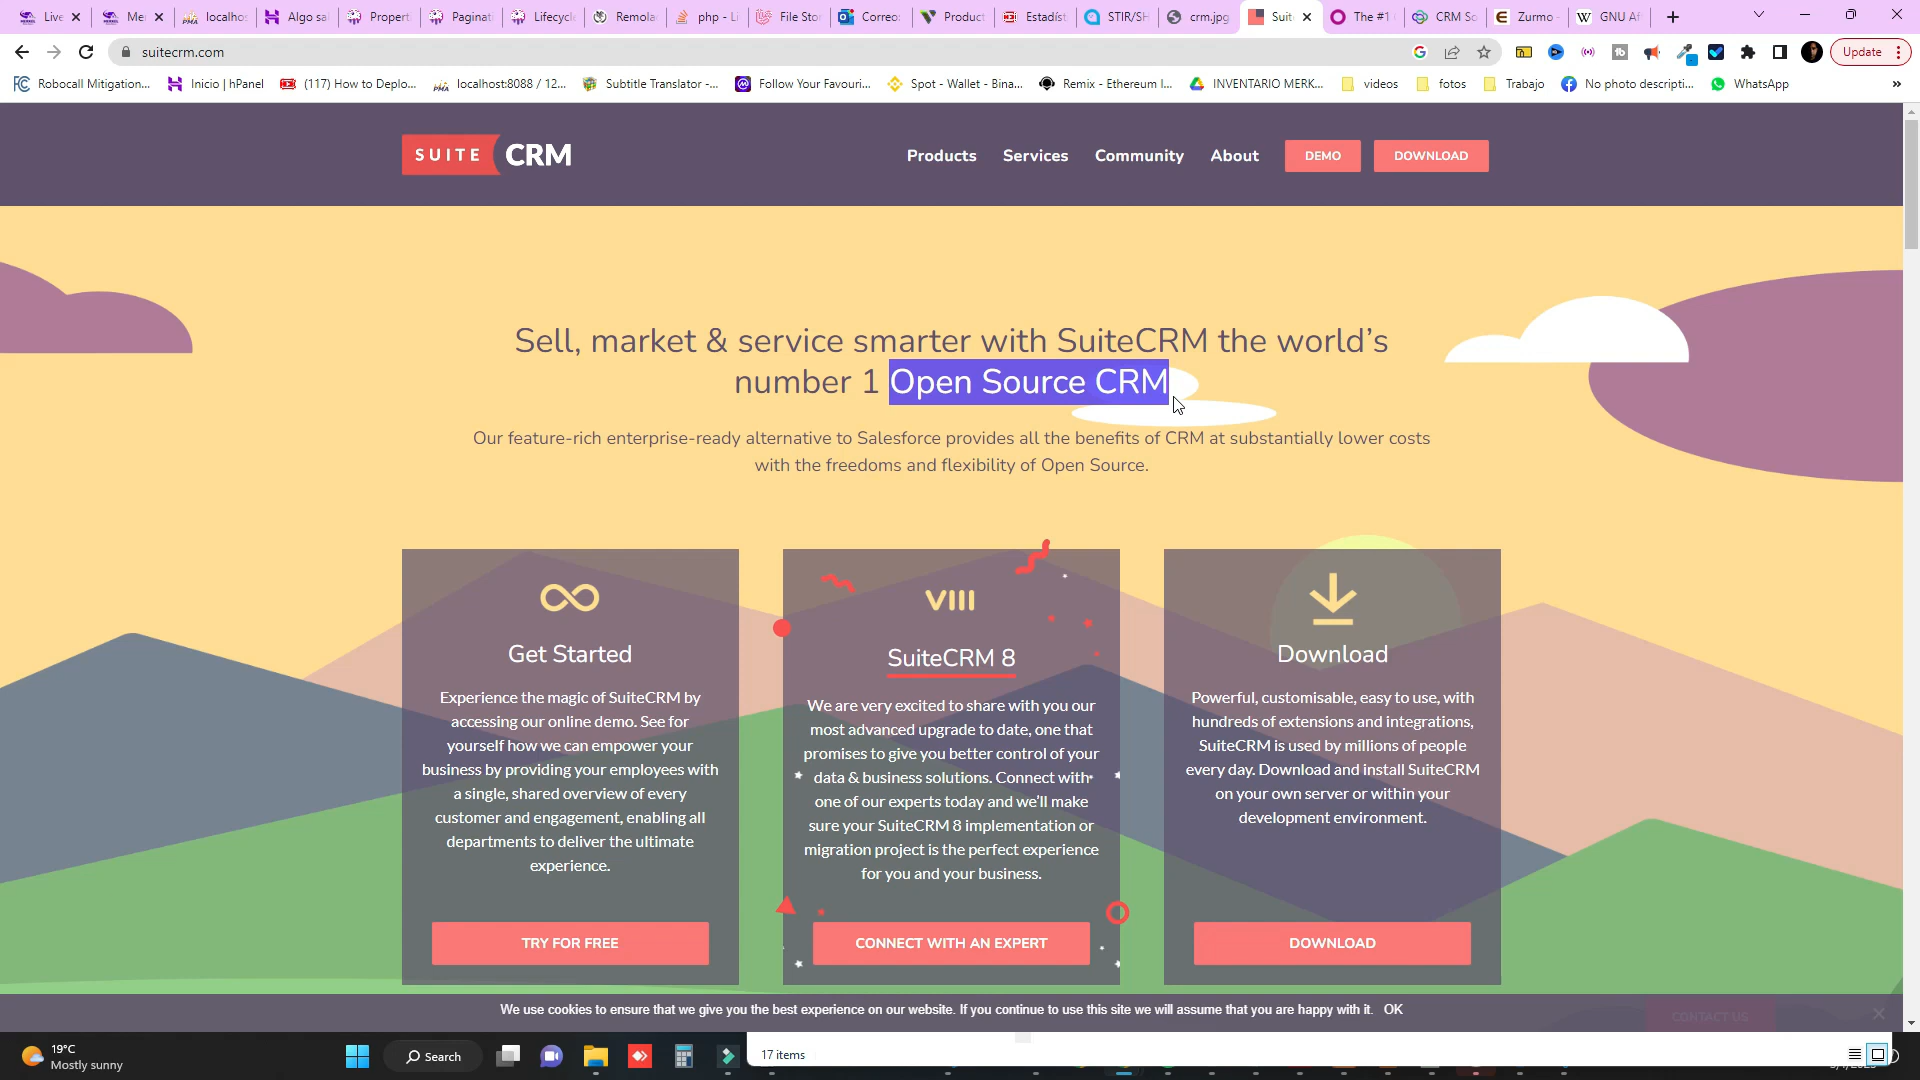 Live
Me
localhos
Algo sa
Properti
Paginat
Lifecycl
Remola
php - Li
File Sto
Correo
Product
Estadíst
STIR/SH
crm.jpg
Suit
The #1
CRM So
Zurmo
GNU Af
suitecrm.com
Update
Robocall Mitigation...
Inicio | hPanel
(117) How to Deplo...
localhost:8088 / 12...
Subtitle Translator -...
Follow Your Favouri...
Spot - Wallet - Bina...
Remix - Ethereum I...
INVENTARIO MERK...
videos
fotos
Trabajo
No photo descripti...
WhatsApp
»
SUITE CRM
Products
Services
Community
About
DEMO
DOWNLOAD
Sell, market & service smarter with SuiteCRM the world's
number 1 Open Source CRM
Our feature-rich enterprise-ready alternative to Salesforce provides all the benefits of CRM at substantially lower costs
with the freedoms and flexibility of Open Source.
Get Started
Experience the magic of SuiteCRM by
accessing our online demo. See for
yourself how we can empower your
business by providing your employees with
a single, shared overview of every
customer and engagement, enabling all
departments to deliver the ultimate
experience.
TRY FOR FREE
VIII
SuiteCRM 8
We are very excited to share with you our
most advanced upgrade to date, one that
promises to give you better control of your
data & business solutions. Connect with
one of our experts today and we'll make
sure your SuiteCRM 8 implementation or
migration project is the perfect experience
for you and your business.
CONNECT WITH AN EXPERT
Download
Powerful, customisable, easy to use, with
hundreds of extensions and integrations,
SuiteCRM is used by millions of people
every day. Download and install SuiteCRM
on your own server or within your
development environment.
DOWNLOAD
We use cookies to ensure that we give you the best experience on our website. If you continue to use this site we will assume that you are happy with it. OK
CONTACT US
19°C
Mostly sunny
Search
17 items